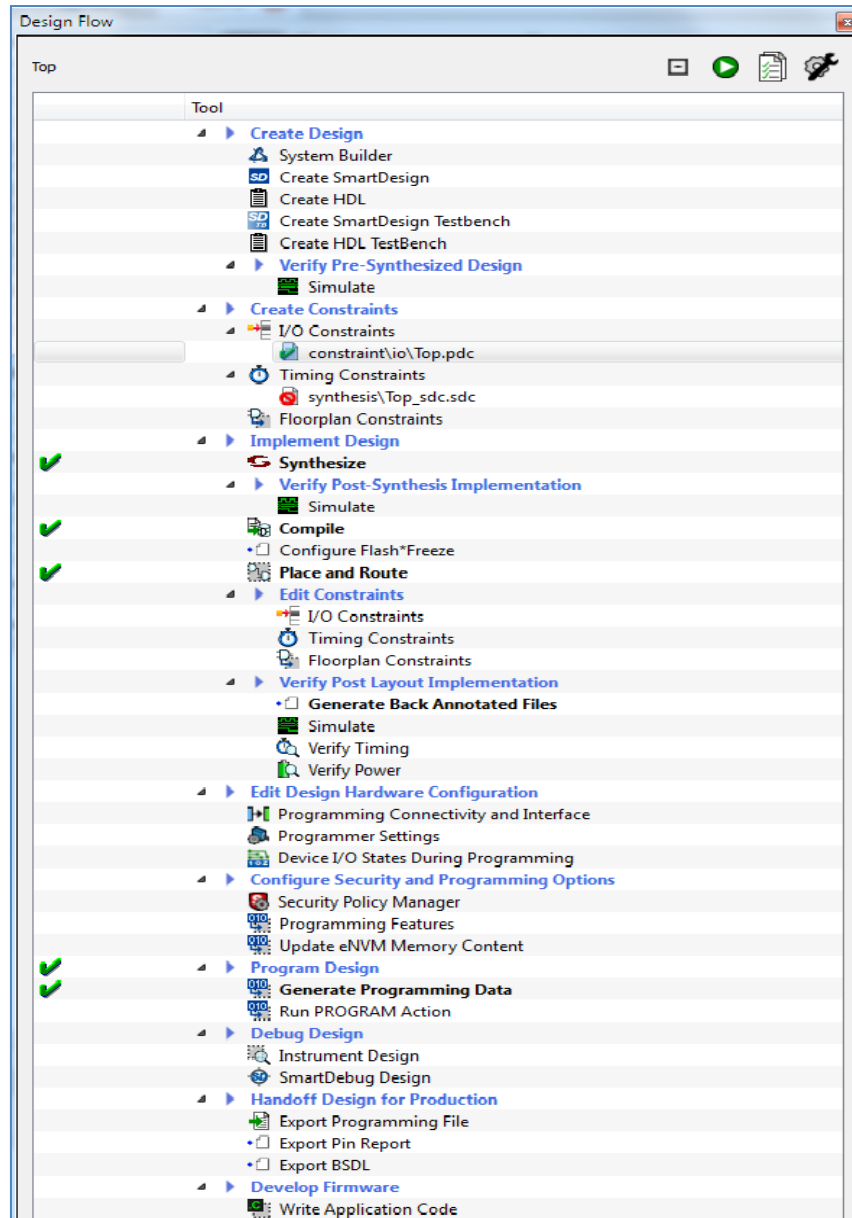 Design Flow
Top
Tool
Create Design
System Builder
Create SmartDesign
Create HDL
Create SmartDesign Testbench
Create HDL TestBench
Verify Pre-Synthesized Design
Simulate
Create Constraints
I/O Constraints
constraint\io\Top.pdc
Timing Constraints
synthesis\Top_sdc.sdc
Floorplan Constraints
Implement Design
Synthesize
Verify Post-Synthesis Implementation
Simulate
Compile
Configure Flash*Freeze
Place and Route
Edit Constraints
I/O Constraints
Timing Constraints
Floorplan Constraints
Verify Post Layout Implementation
Generate Back Annotated Files
Simulate
Verify Timing
Verify Power
Edit Design Hardware Configuration
Programming Connectivity and Interface
Programmer Settings
Device I/O States During Programming
Configure Security and Programming Options
Security Policy Manager
Programming Features
Update eNVM Memory Content
Program Design
Generate Programming Data
Run PROGRAM Action
Debug Design
Instrument Design
SmartDebug Design
Handoff Design for Production
Export Programming File
Export Pin Report
Export BSDL
Develop Firmware
Write Application Code